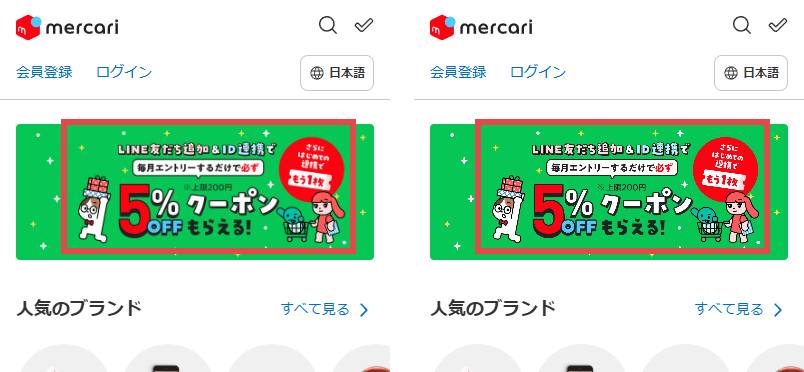 mercari
会員登録 ログイン 日本語
LINE友だち追加&ID連携で
毎月エントリーするだけで必ず
※上限200円
5%OFF クーポン
もらえる!
さらに
はじめての
連携で
もう1枚
人気のブランド すべて見る
mercari
会員登録 ログイン 日本語
LINE友だち追加&ID連携で
毎月エントリーするだけで必ず
※上限200円
5%OFF クーポン
もらえる!
さらに
はじめての
連携で
もう1枚
人気のブランド すべて見る